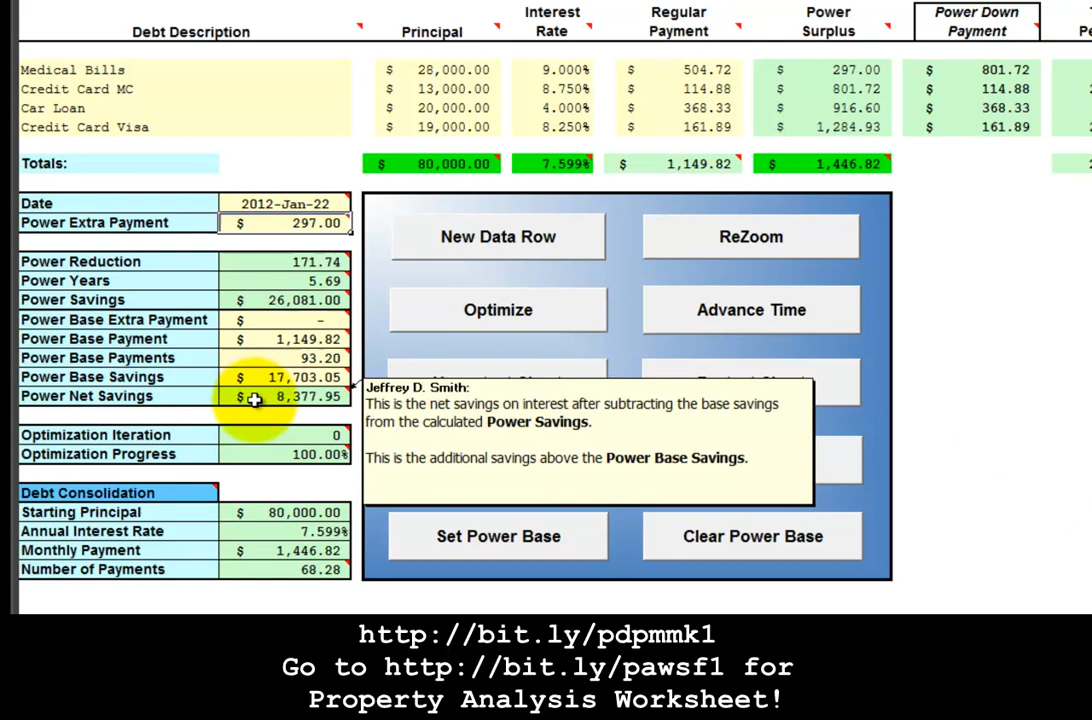 Debt Description Principal Interest Rate Regular Payment Power Surplus Power Down Payment
Medical Bills $ 28,000.00 9.000% $ 504.72 $ 297.00 $ 801.72
Credit Card MC $ 13,000.00 8.750% $ 114.88 $ 801.72 $ 114.88
Car Loan $ 20,000.00 4.000% $ 368.33 $ 916.60 $ 368.33
Credit Card Visa $ 19,000.00 8.250% $ 161.89 $ 1,284.93 $ 161.89
Totals: $ 80,000.00 7.599% $ 1,149.82 $ 1,446.82
Date 2012-Jan-22
Power Extra Payment $ 297.00
Power Reduction 171.74
Power Years 5.69
Power Savings $ 26,081.00
Power Base Extra Payment $ -
Power Base Payment $ 1,149.82
Power Base Payments 93.20
Power Base Savings $ 17,703.05
Power Net Savings $ 8,377.95
Optimization Iteration 0
Optimization Progress 100.00%
Debt Consolidation
Starting Principal $ 80,000.00
Annual Interest Rate 7.599%
Monthly Payment $ 1,446.82
Number of Payments 68.28
New Data Row ReZoom
Optimize Advance Time
Jeffrey D. Smith:
This is the net savings on interest after subtracting the base savings
from the calculated Power Savings.
This is the additional savings above the Power Base Savings.
Set Power Base Clear Power Base
http://bit.ly/pdpmmk1
Go to http://bit.ly/pawsf1 for
Property Analysis Worksheet!